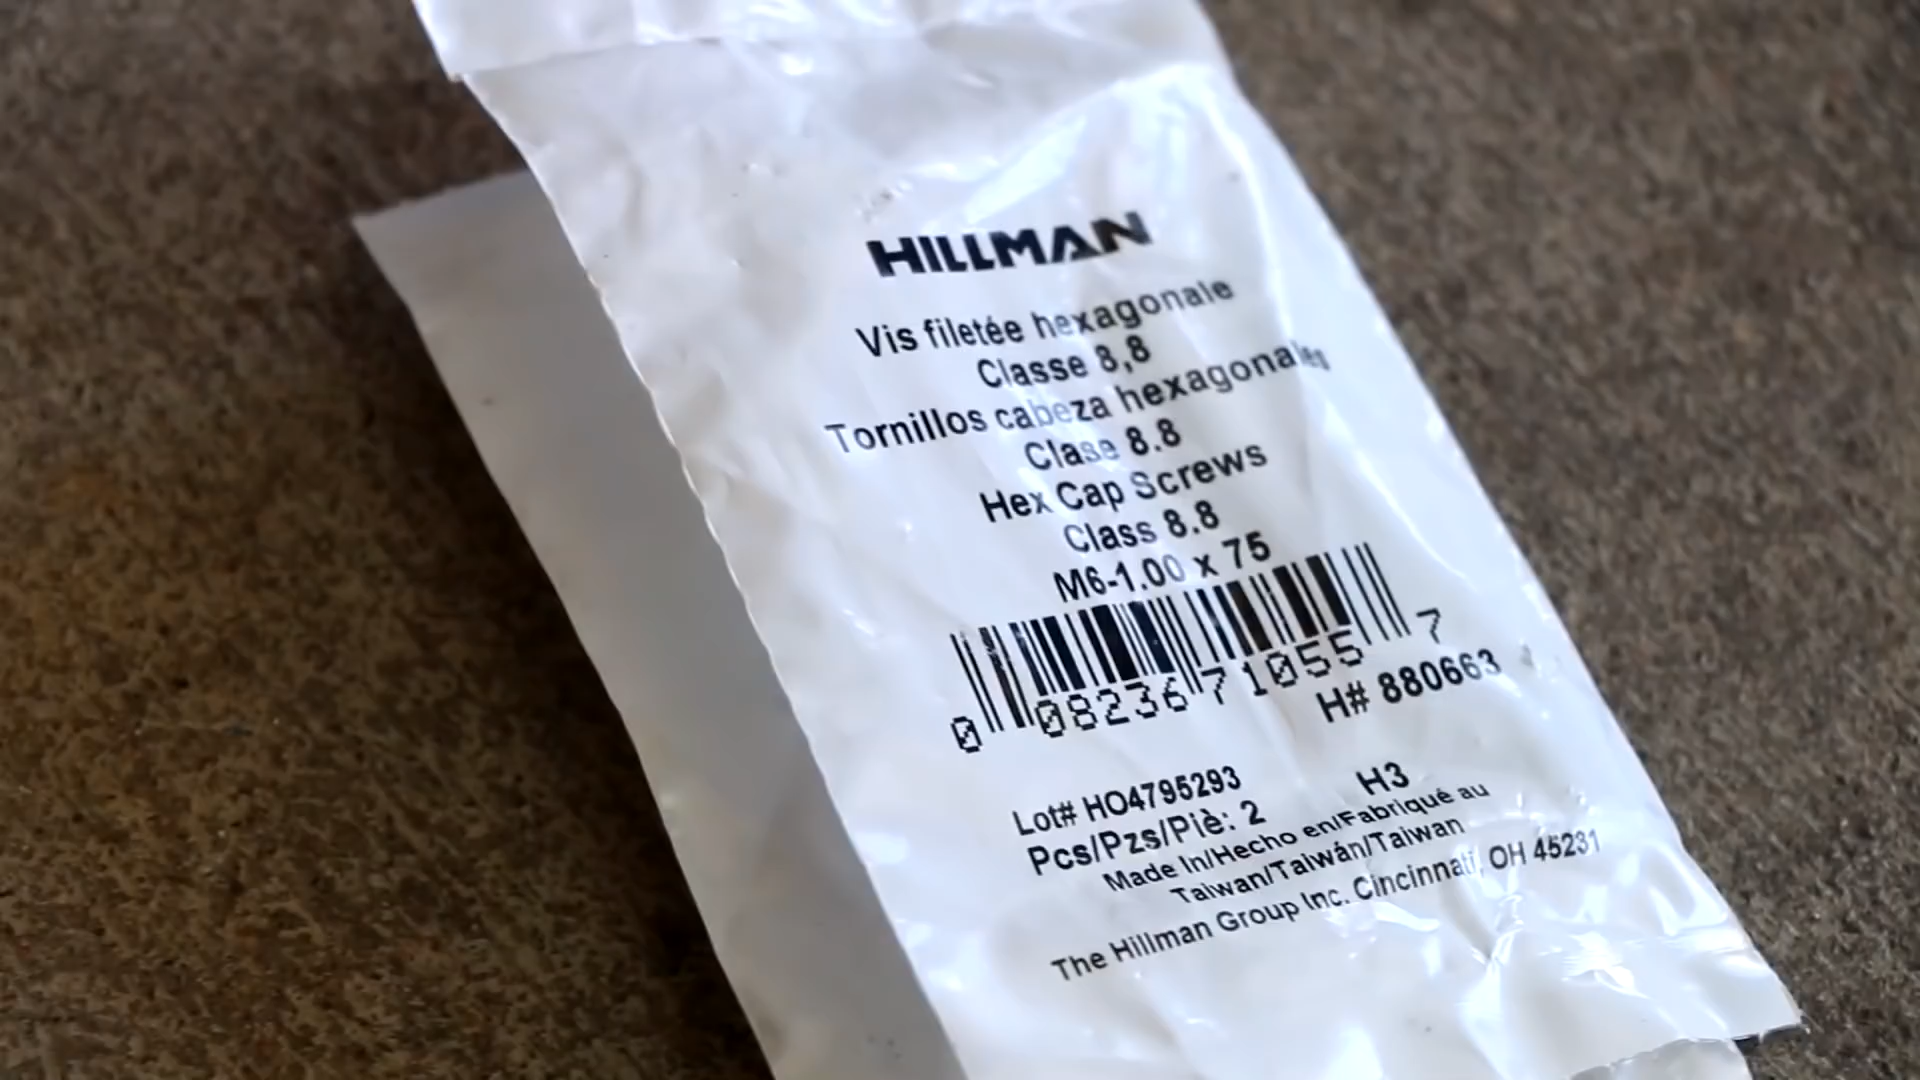 HILLMAN
Vis filetée hexagonale
Classe 8,8
Tornillos cabeza hexagonales
Clase 8.8
Hex Cap Screws
Class 8.8
M6-1.00 x 75
0 08236 71055 7
H# 880663
Lot# HO4795293 H3
Pcs/Pzs/Piè: 2
Made In/Hecho en/Fabriqué au
Taiwan/Taiwán/Taiwan
The Hillman Group Inc. Cincinnati, OH 45231